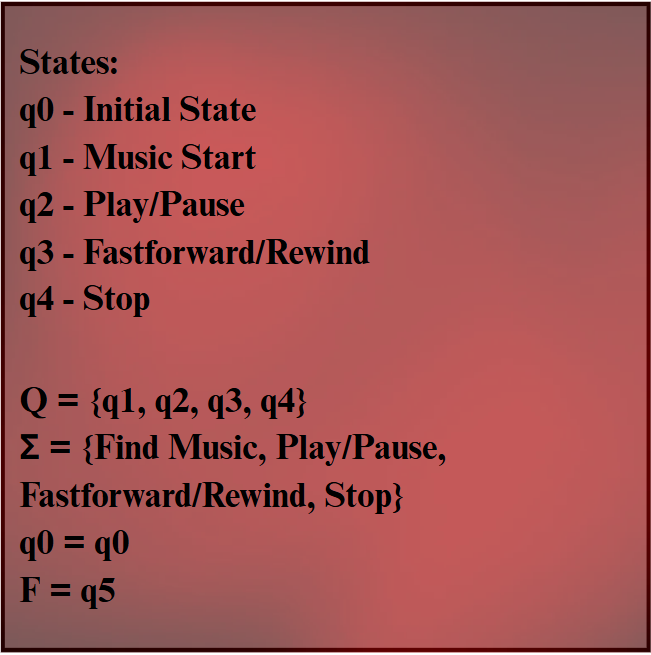 States:
q0 - Initial State
q1 - Music Start
q2 - Play/Pause
q3 - Fastforward/Rewind
q4 - Stop
Q = {q1, q2, q3, q4}
Σ = {Find Music, Play/Pause,
Fastforward/Rewind, Stop}
q0 = q0
F = q5